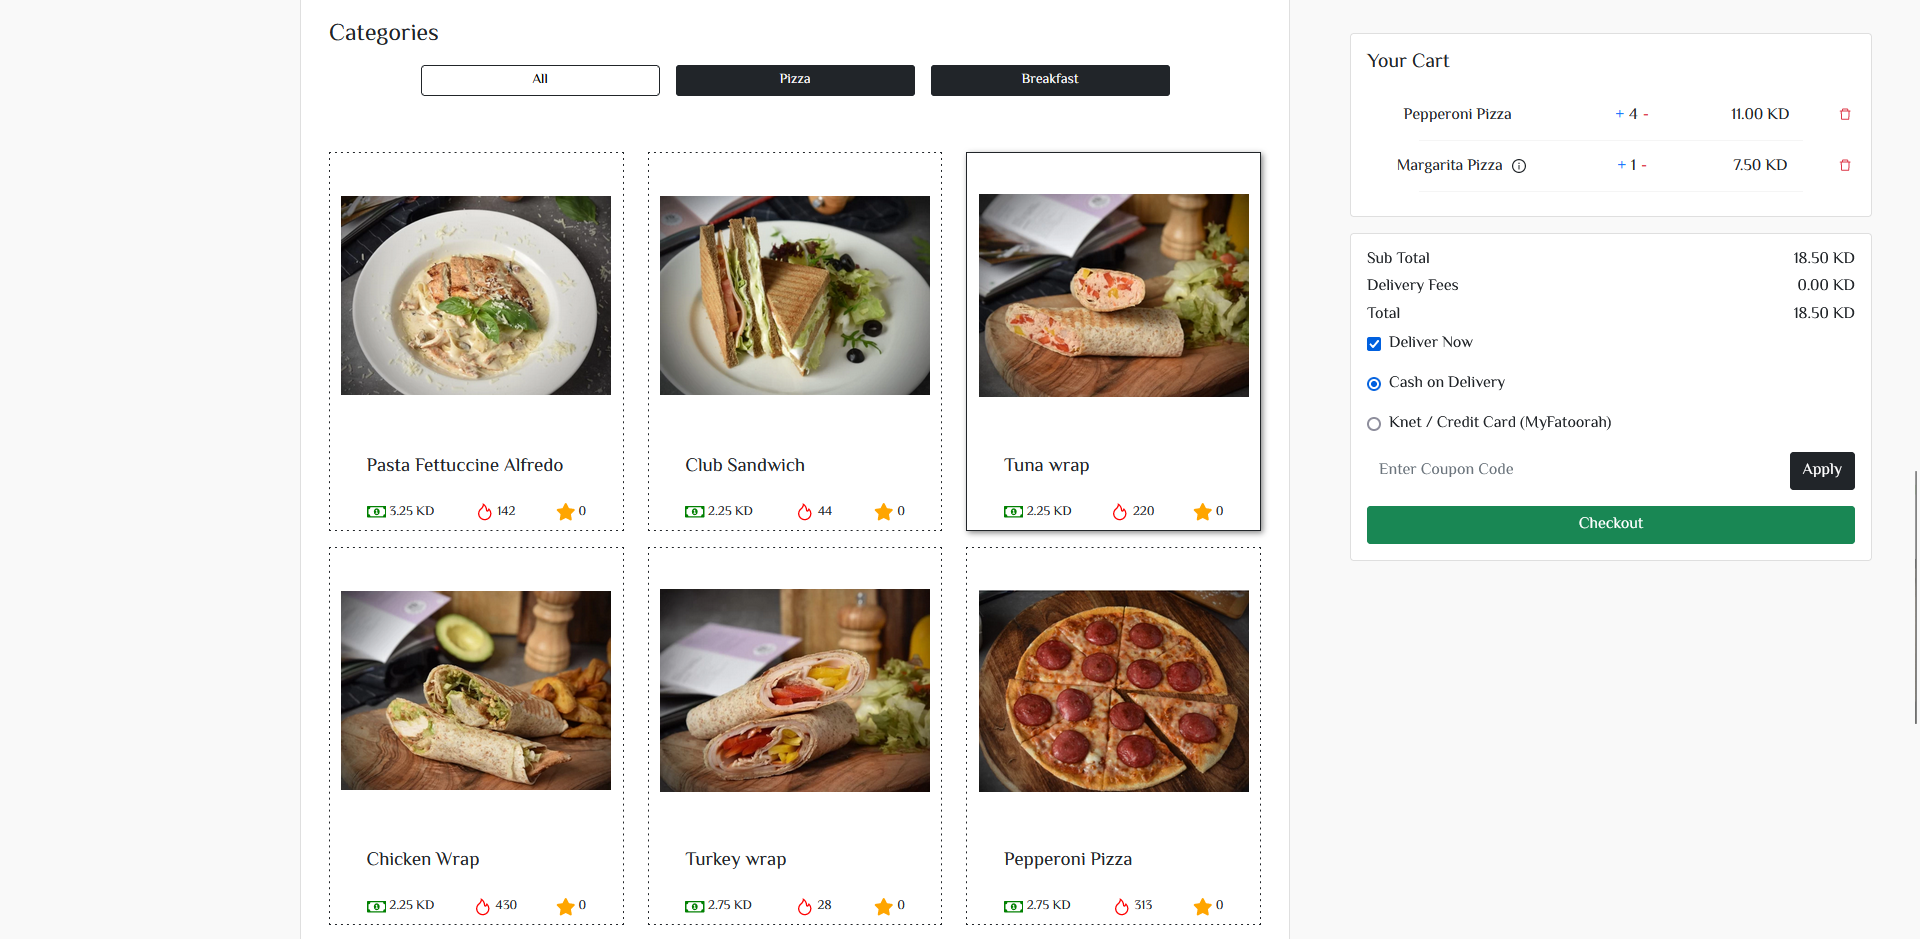 Categories
All
Pizza
Breakfast
Pasta Fettuccine Alfredo
3.25 KD 142 0
Club Sandwich
2.25 KD 44 0
Tuna wrap
2.25 KD 220 0
Chicken Wrap
2.25 KD 430 0
Turkey wrap
2.75 KD 28 0
Pepperoni Pizza
2.75 KD 313 0
Your Cart
Pepperoni Pizza + 4 - 11.00 KD
Margarita Pizza + 1 - 7.50 KD
Sub Total 18.50 KD
Delivery Fees 0.00 KD
Total 18.50 KD
Deliver Now
Cash on Delivery
Knet / Credit Card (MyFatoorah)
Enter Coupon Code Apply
Checkout